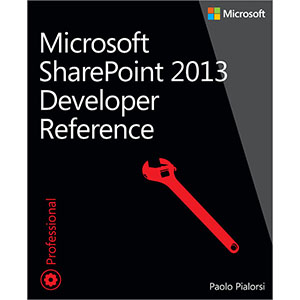 Microsoft
Microsoft
SharePoint 2013
Developer
Reference
Professional
Paolo Pialorsi